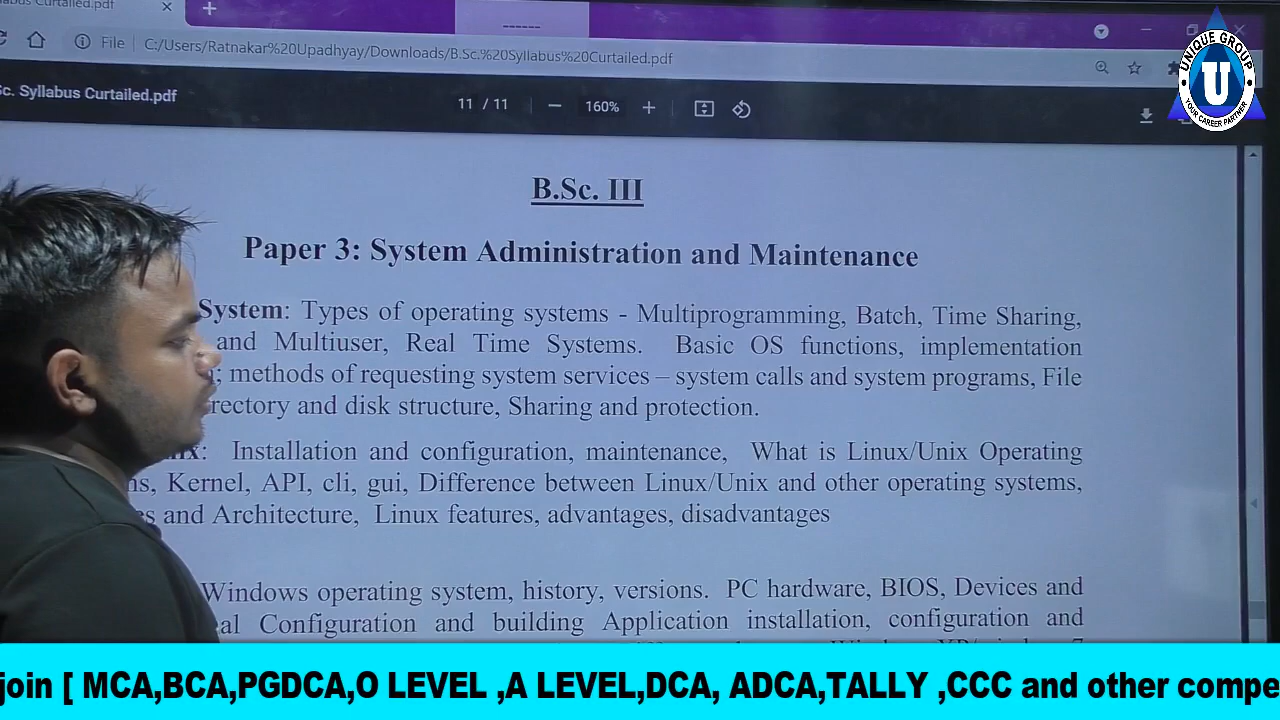 labus Curtailed.pdf
File C:/Users/Ratnakar%20Upadhyay/Downloads/B.Sc.%20Syllabus%20Curtailed.pdf
Sc. Syllabus Curtailed.pdf
11 / 11 — 160% +
UNIQUE GROUP
U
YOUR CAREER PARTNER
B.Sc. III
Paper 3: System Administration and Maintenance
System: Types of operating systems - Multiprogramming, Batch, Time Sharing,
and Multiuser, Real Time Systems. Basic OS functions, implementation
; methods of requesting system services – system calls and system programs, File
rectory and disk structure, Sharing and protection.
: Installation and configuration, maintenance, What is Linux/Unix Operating
ns, Kernel, API, cli, gui, Difference between Linux/Unix and other operating systems,
es and Architecture, Linux features, advantages, disadvantages
Windows operating system, history, versions. PC hardware, BIOS, Devices and
al Configuration and building Application installation, configuration and
join [ MCA,BCA,PGDCA,O LEVEL ,A LEVEL,DCA, ADCA,TALLY ,CCC and other compe